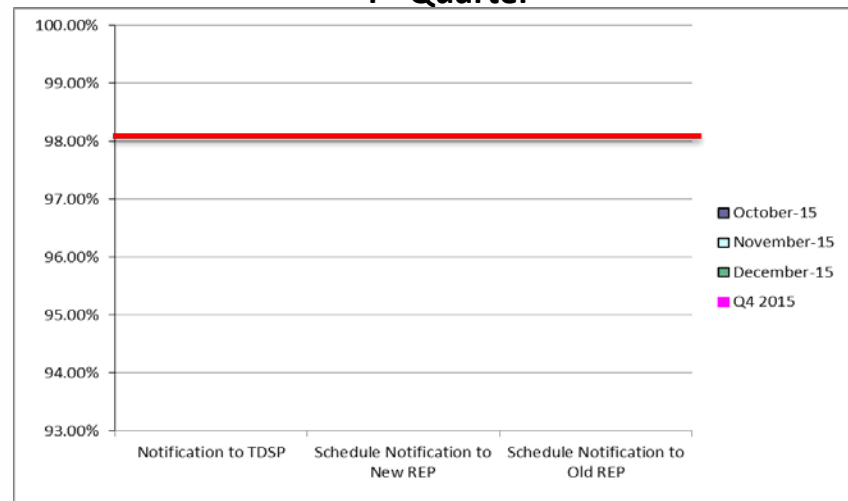 100.00%
99.00%
98.00%
97.00%
96.00%
95.00%
94.00%
93.00%
Notification to TDSP
Schedule Notification to
New REP
Schedule Notification to
Old REP
October-15
November-15
December-15
Q4 2015